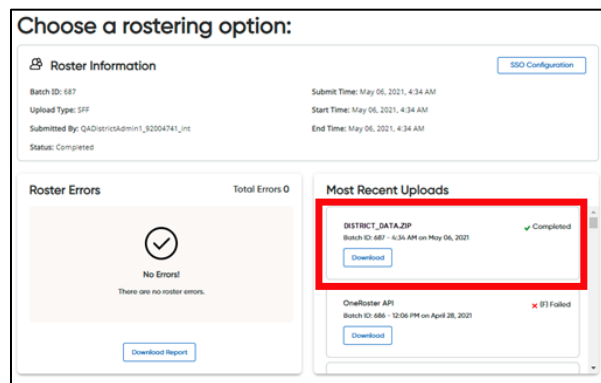 Choose a rostering option:
Roster Information
SSO Configuration
Batch ID: 687
Submit Time: May 06, 2021, 4:34 AM
Upload Type: SFF
Start Time: May 06, 2021, 4:34 AM
Submitted By: QADistrictAdmin1_92004741_int
End Time: May 06, 2021, 4:34 AM
Status: Completed
Roster Errors
Total Errors 0
No Errors!
There are no roster errors.
Download Report
Most Recent Uploads
DISTRICT_DATA.ZIP
Completed
Batch ID: 687 - 4:34 AM on May 06, 2021
Download
OneRoster API
(F) Failed
Batch ID: 686 - 12:06 PM on April 28, 2021
Download